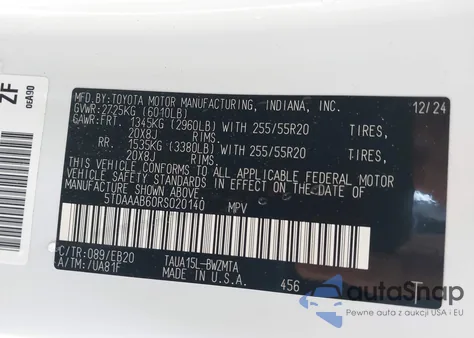 ZF
0EA90
MFD.BY:TOYOTA MOTOR MANUFACTURING, INDIANA, INC.
GVWR:2725KG (6010LB) 12/24
GAWR:FRT. 1345KG (2960LB) WITH 255/55R20 TIRES,
20X8J RIMS,
RR. 1535KG (3380LB) WITH 255/55R20 TIRES,
20X8J RIMS.
THIS VEHICLE CONFORMS TO ALL APPLICABLE FEDERAL MOTOR
VEHICLE SAFETY STANDARDS IN EFFECT ON THE DATE OF
MANUFACTURE SHOWN ABOVE.
5TDAAAB60RS020140 MPV
C/TR:089/EB20 TAUA15L-BWZMTA
A/TM: /UA81F MADE IN U.S.A. 456
autoSnap
Pewne auta z aukcji USA i EU